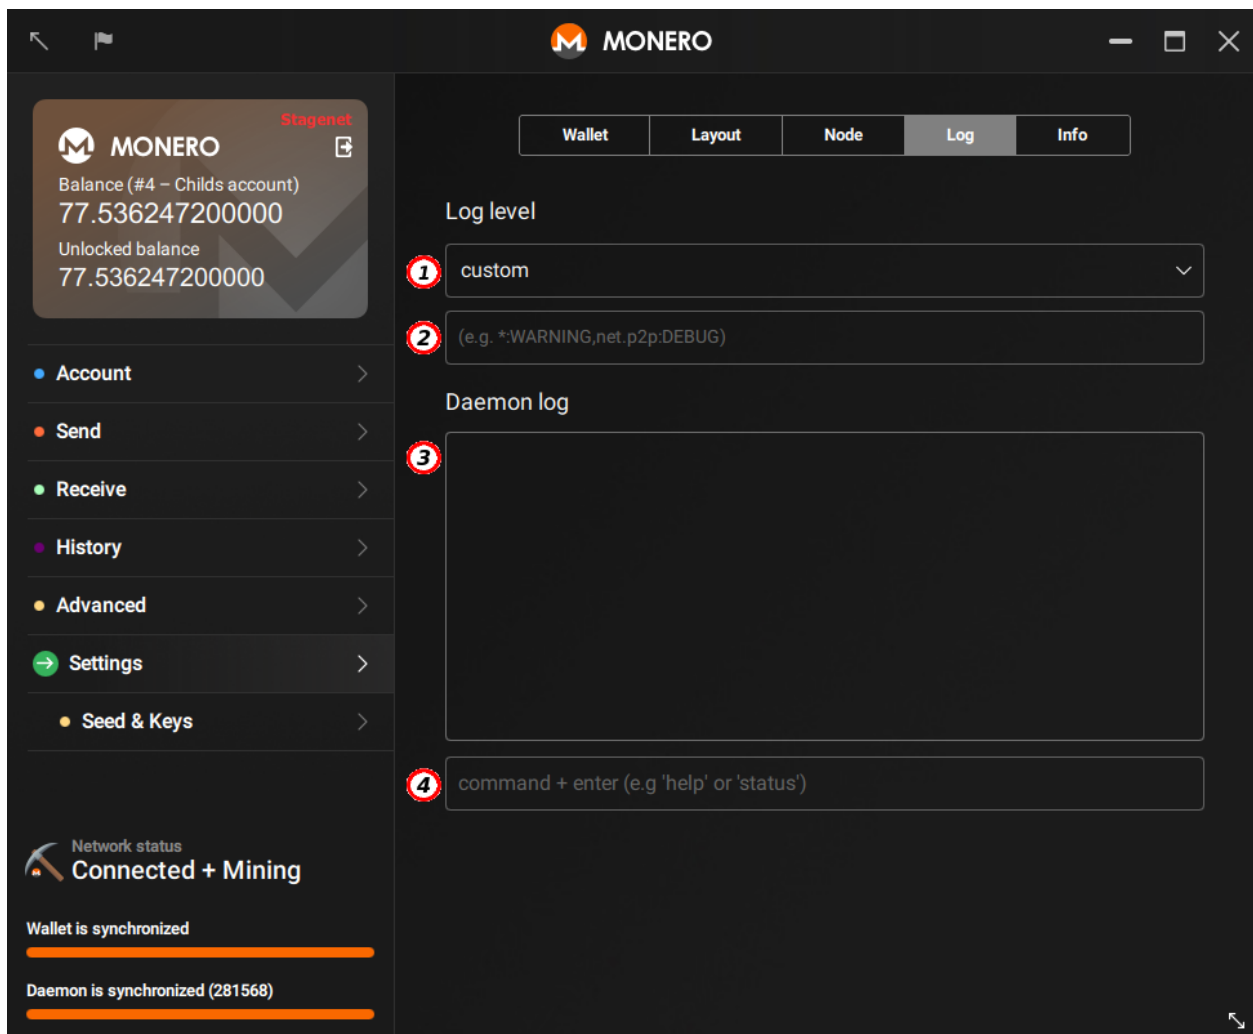 MONERO
Stagenet
MONERO
Balance (#4 – Childs account)
77.536247200000
Unlocked balance
77.536247200000
Account
Send
Receive
History
Advanced
Settings
Seed & Keys
Network status
Connected + Mining
Wallet is synchronized
Daemon is synchronized (281568)
Wallet Layout Node Log Info
Log level
1 custom
2 (e.g. *:WARNING,net.p2p:DEBUG)
Daemon log
3
4 command + enter (e.g 'help' or 'status')